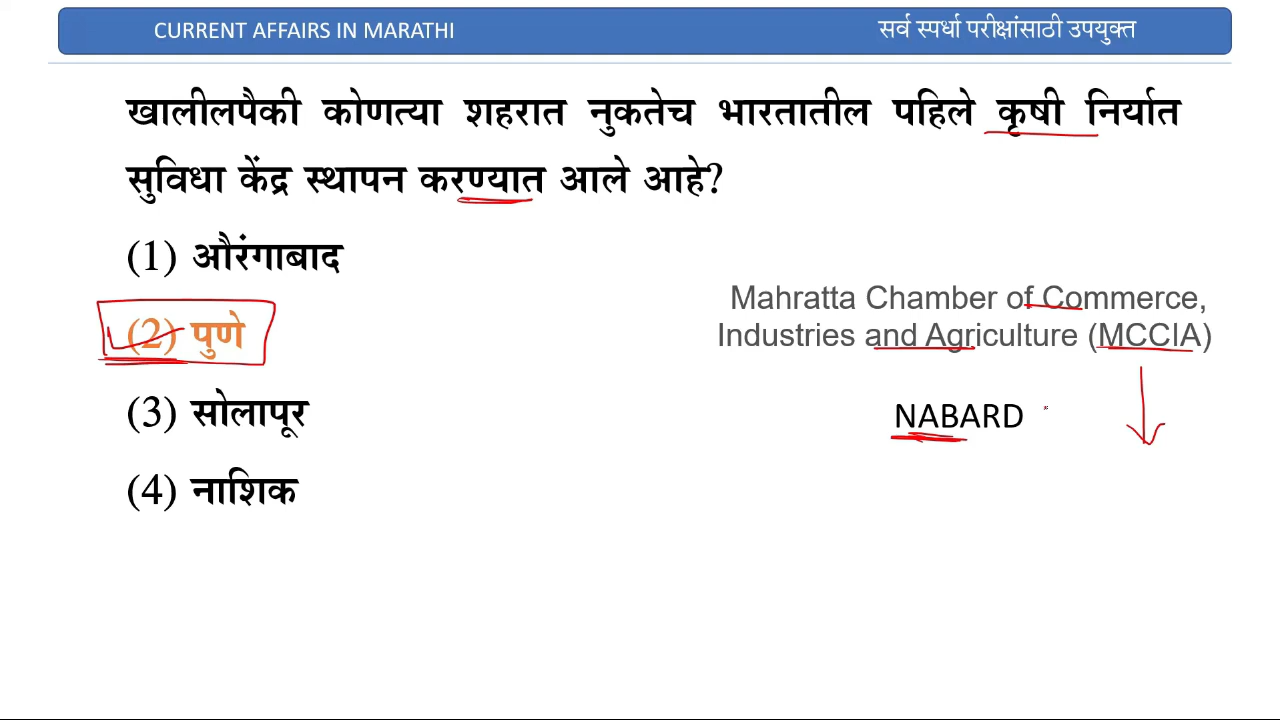 CURRENT AFFAIRS IN MARATHI
सर्व स्पर्धा परीक्षांसाठी उपयुक्त
खालीलपैकी कोणत्या शहरात नुकतेच भारतातील पहिले कृषी निर्यात
सुविधा केंद्र स्थापन करण्यात आले आहे?
(1) औरंगाबाद
(2) पुणे
(3) सोलापूर
(4) नाशिक
Mahratta Chamber of Commerce,
Industries and Agriculture (MCCIA)
NABARD